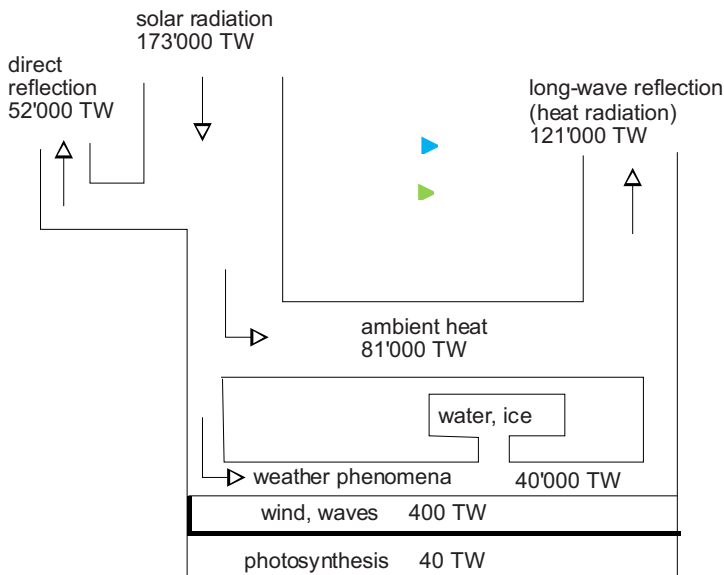 solar radiation
173'000 TW
direct
reflection
52'000 TW
long-wave reflection
(heat radiation)
121'000 TW
ambient heat
81'000 TW
water, ice
weather phenomena
40'000 TW
wind, waves 400 TW
photosynthesis 40 TW